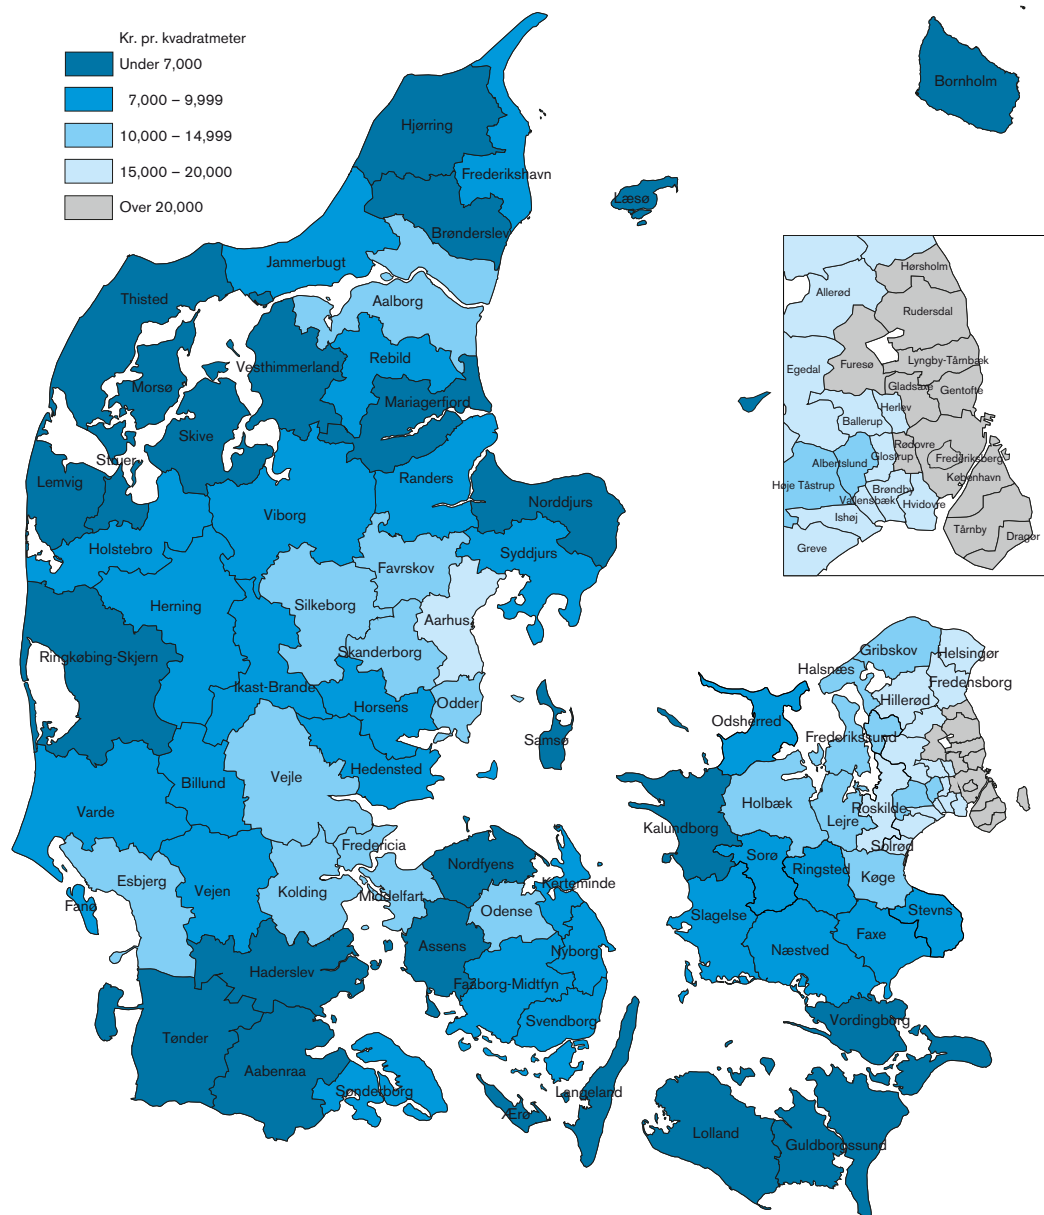 Kr. pr. kvadratmeter
Under 7,000
7,000 – 9,999
10,000 – 14,999
15,000 – 20,000
Over 20,000
Bornholm
Hjørring
Frederikshavn
Læsø
Brønderslev
Jammerbugt
Thisted
Aalborg
Vesthimmerland
Rebild
Morsø
Mariagerfjord
Skive
Struer
Lemvig
Randers
Norddjurs
Viborg
Holstebro
Syddjurs
Favrskov
Herning
Silkeborg
Aarhus
Skanderborg
Ringkøbing-Skjern
Ikast-Brande
Horsens
Odder
Samsø
Hedensted
Vejle
Billund
Varde
Fredericia
Esbjerg
Vejen
Kolding
Middelfart
Fanø
Nordfyens
Kerteminde
Odense
Assens
Nyborg
Haderslev
Faaborg-Midtfyn
Svendborg
Tønder
Aabenraa
Sønderborg
Langeland
Ærø
Hørsholm
Allerød
Rudersdal
Egedal
Furesø
Lyngby-Tårnbæk
Gladsaxe
Gentofte
Herlev
Ballerup
Rødovre
Glostrup
Frederiksberg
Albertslund
København
Høje Tåstrup
Brøndby
Vallensbæk
Hvidovre
Ishøj
Tårnby
Dragør
Greve
Gribskov
Helsingør
Halsnæs
Fredensborg
Hillerød
Odsherred
Frederikssund
Holbæk
Roskilde
Lejre
Kalundborg
Solrød
Sorø
Ringsted
Køge
Slagelse
Stevns
Faxe
Næstved
Vordingborg
Lolland
Guldborgssund